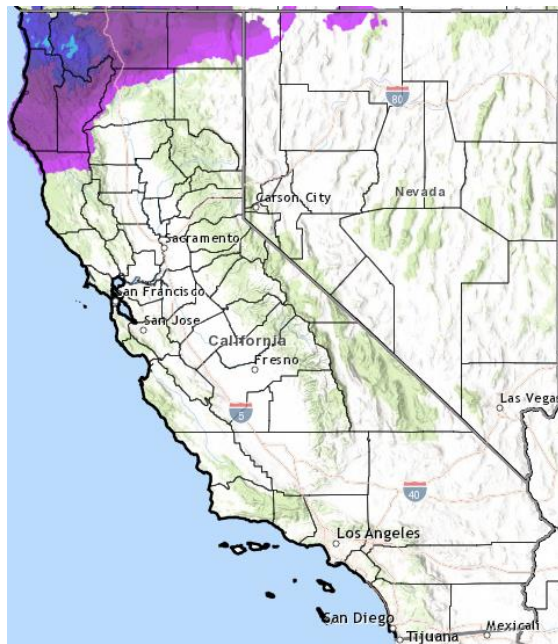 80
Nevada
Carson City
Sacramento
San Francisco
San Jose
California
Fresno
Las Vegas
5
40
Los Angeles
San Diego
Mexicali
Tijuana